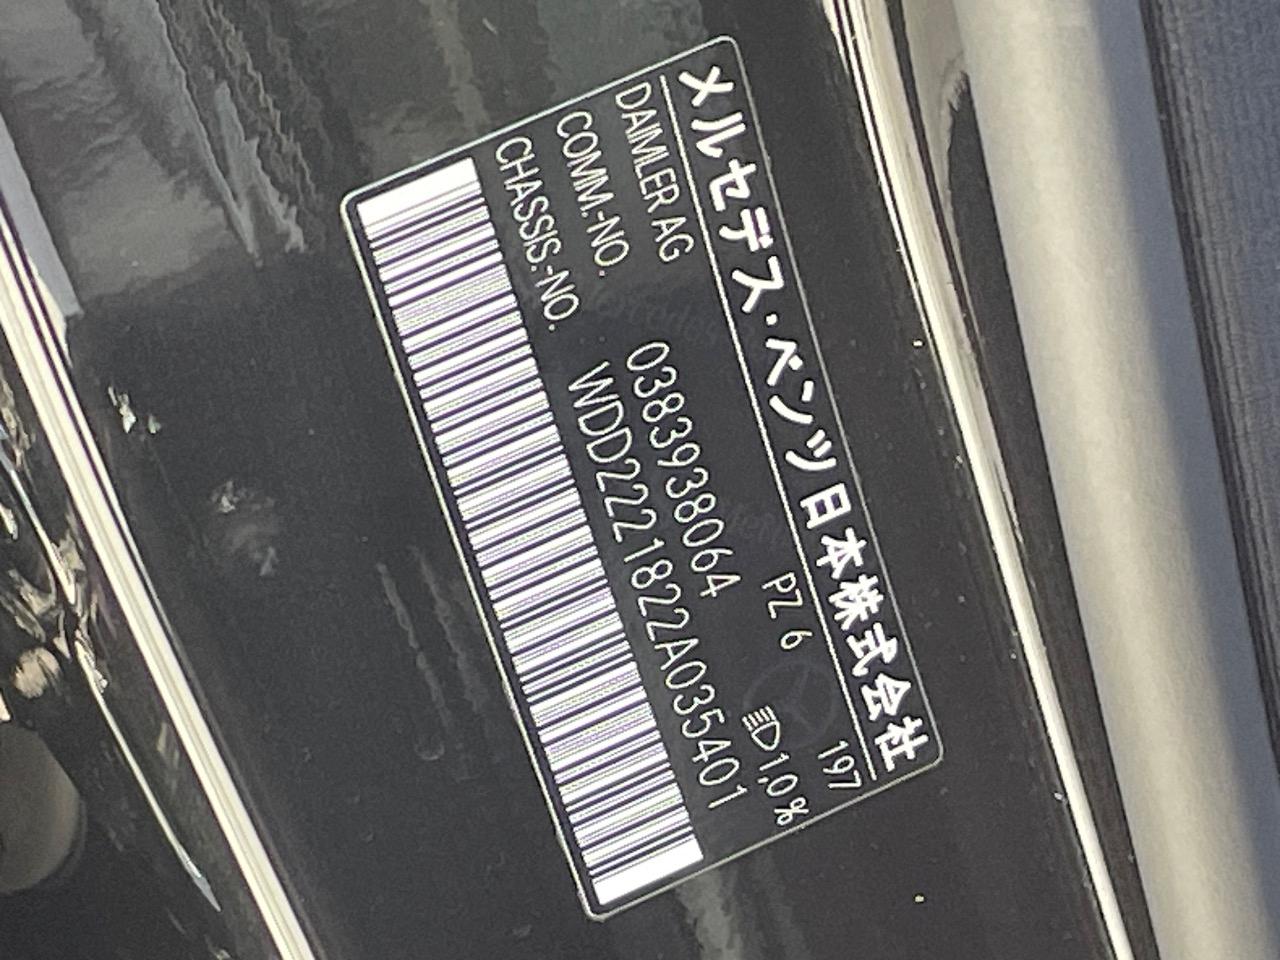 メルセデス・ベンツ日本株式会社
DAIMLER AG 197
COMM.-NO. 0383938064 PZ 6 1,0%
CHASSIS.-NO. WDD2221822A035401